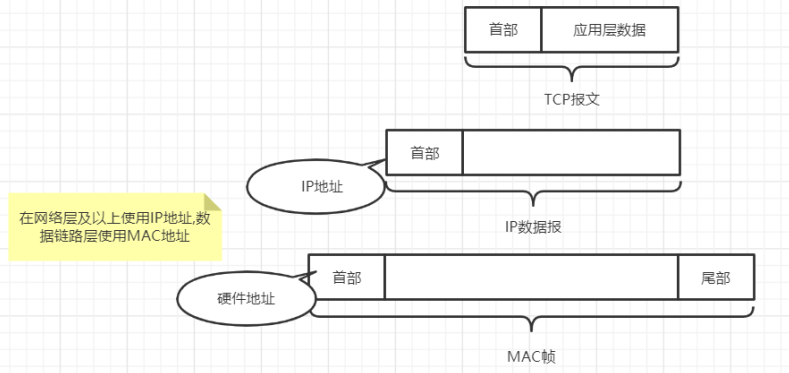 首部
应用层数据
TCP报文
首部
IP地址
IP数据报
在网络层及以上使用IP地址,数
据链路层使用MAC地址
首部
尾部
硬件地址
MAC帧